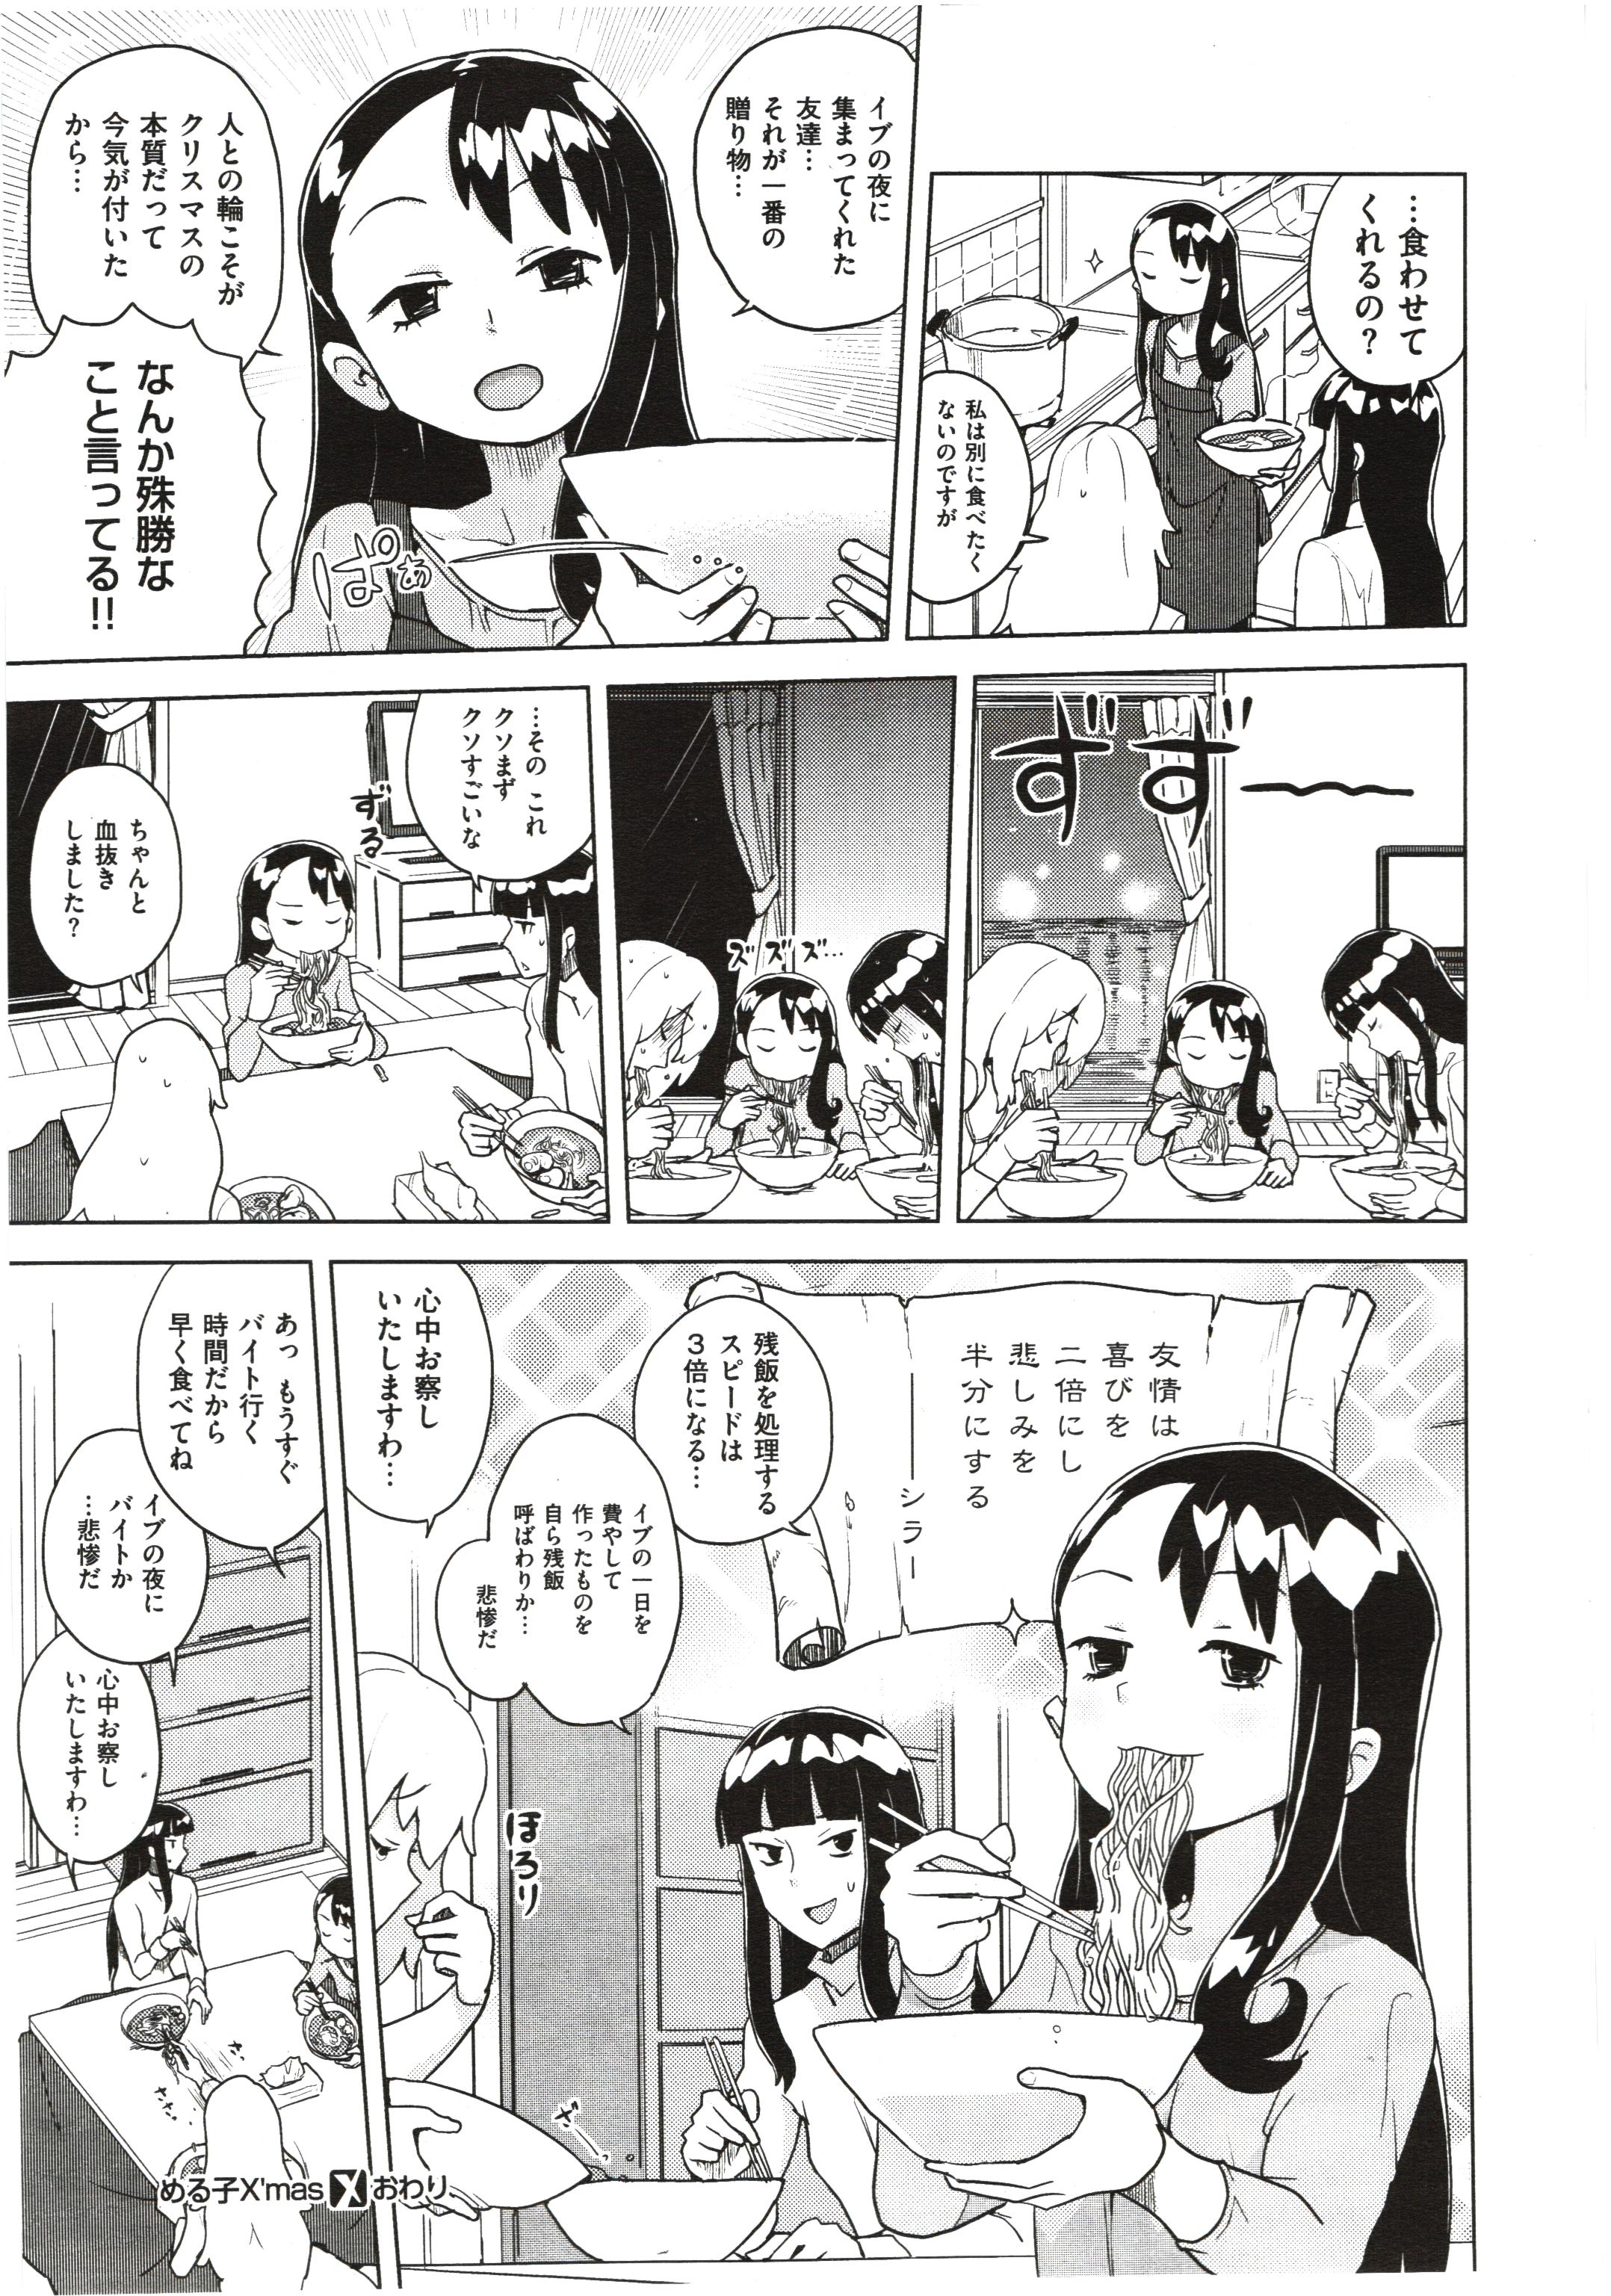 …食わせて
くれるの？
私は別に食べたく
ないのですが
イブの夜に
集まってくれた
友達…
それが一番の
贈り物…
ぱぁ
人との輪こそが
クリスマスの
本質だって
今気が付いた
から…
なんか殊勝な
こと言ってる!!
ずず
ズズズ…
…その これ
クソまず
クソすごいな
ずる
ちゃんと
血抜き
しました？
友情は
喜びを
二倍にし
悲しみを
半分にする
――シラー
残飯を処理する
スピードは
３倍になる…
イブの一日を
費やして
作ったものを
自ら残飯
呼ばわりか…
悲惨だ
心中お察し
いたしますわ…
ほろり
ざーっ
あっ もうすぐ
バイト行く
時間だから
早く食べてね
イブの夜に
バイトか
…悲惨だ
心中お察し
いたしますわ…
さ…
ささ…
める子X'mas X おわり